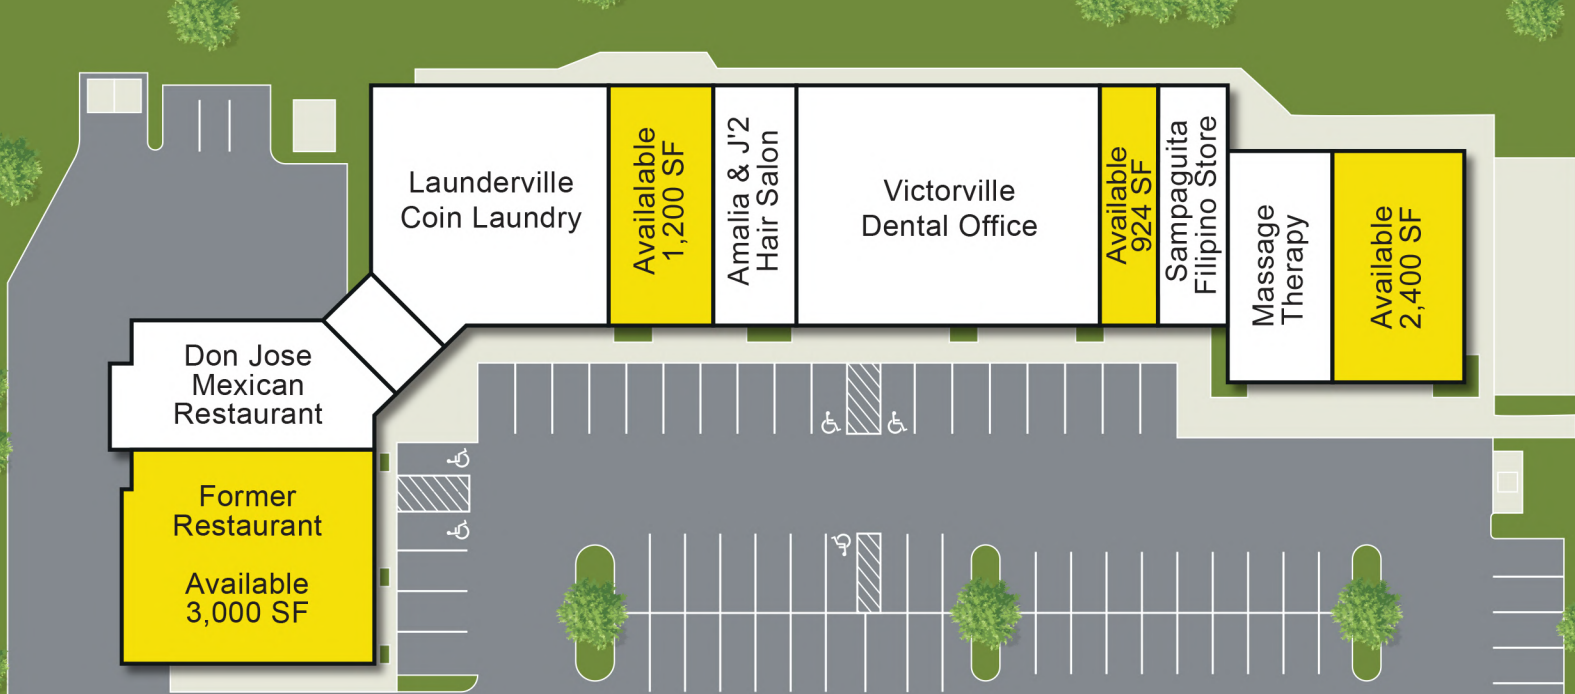 Launderville
Coin Laundry
Availalable
1,200 SF
Amalia & J'2
Hair Salon
Victorville
Dental Office
Available
924 SF
Sampaguita
Filipino Store
Massage
Therapy
Available
2,400 SF
Don Jose
Mexican
Restaurant
Former
Restaurant
Available
3,000 SF